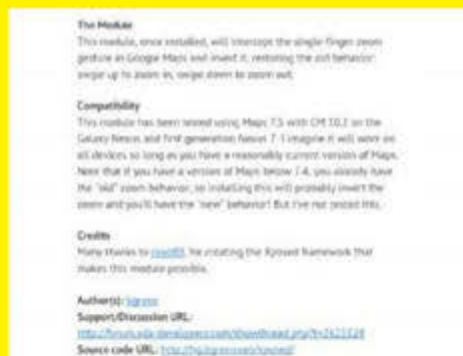 The Module
This module, once installed, will intercept the single-finger zoom
gesture in Google Maps and invert it, restoring the old behavior:
swipe up to zoom in, swipe down to zoom out.
Compatibility
This module has been tested using Maps 7.5 with CM 10.2 on the
Galaxy Nexus and first generation Nexus 7. I imagine it will work on
all devices so long as you have a reasonably current version of Maps.
Note that if you have a version of Maps below 7.4, you already have
the "old" zoom behavior, so installing this will probably invert the
zoom and you'll have the "new" behavior! But I've not tested this.
Credits
Many thanks to for creating the Xposed framework that
makes this module possible.
Author(s):
Support/Discussion URL:
Source code URL: